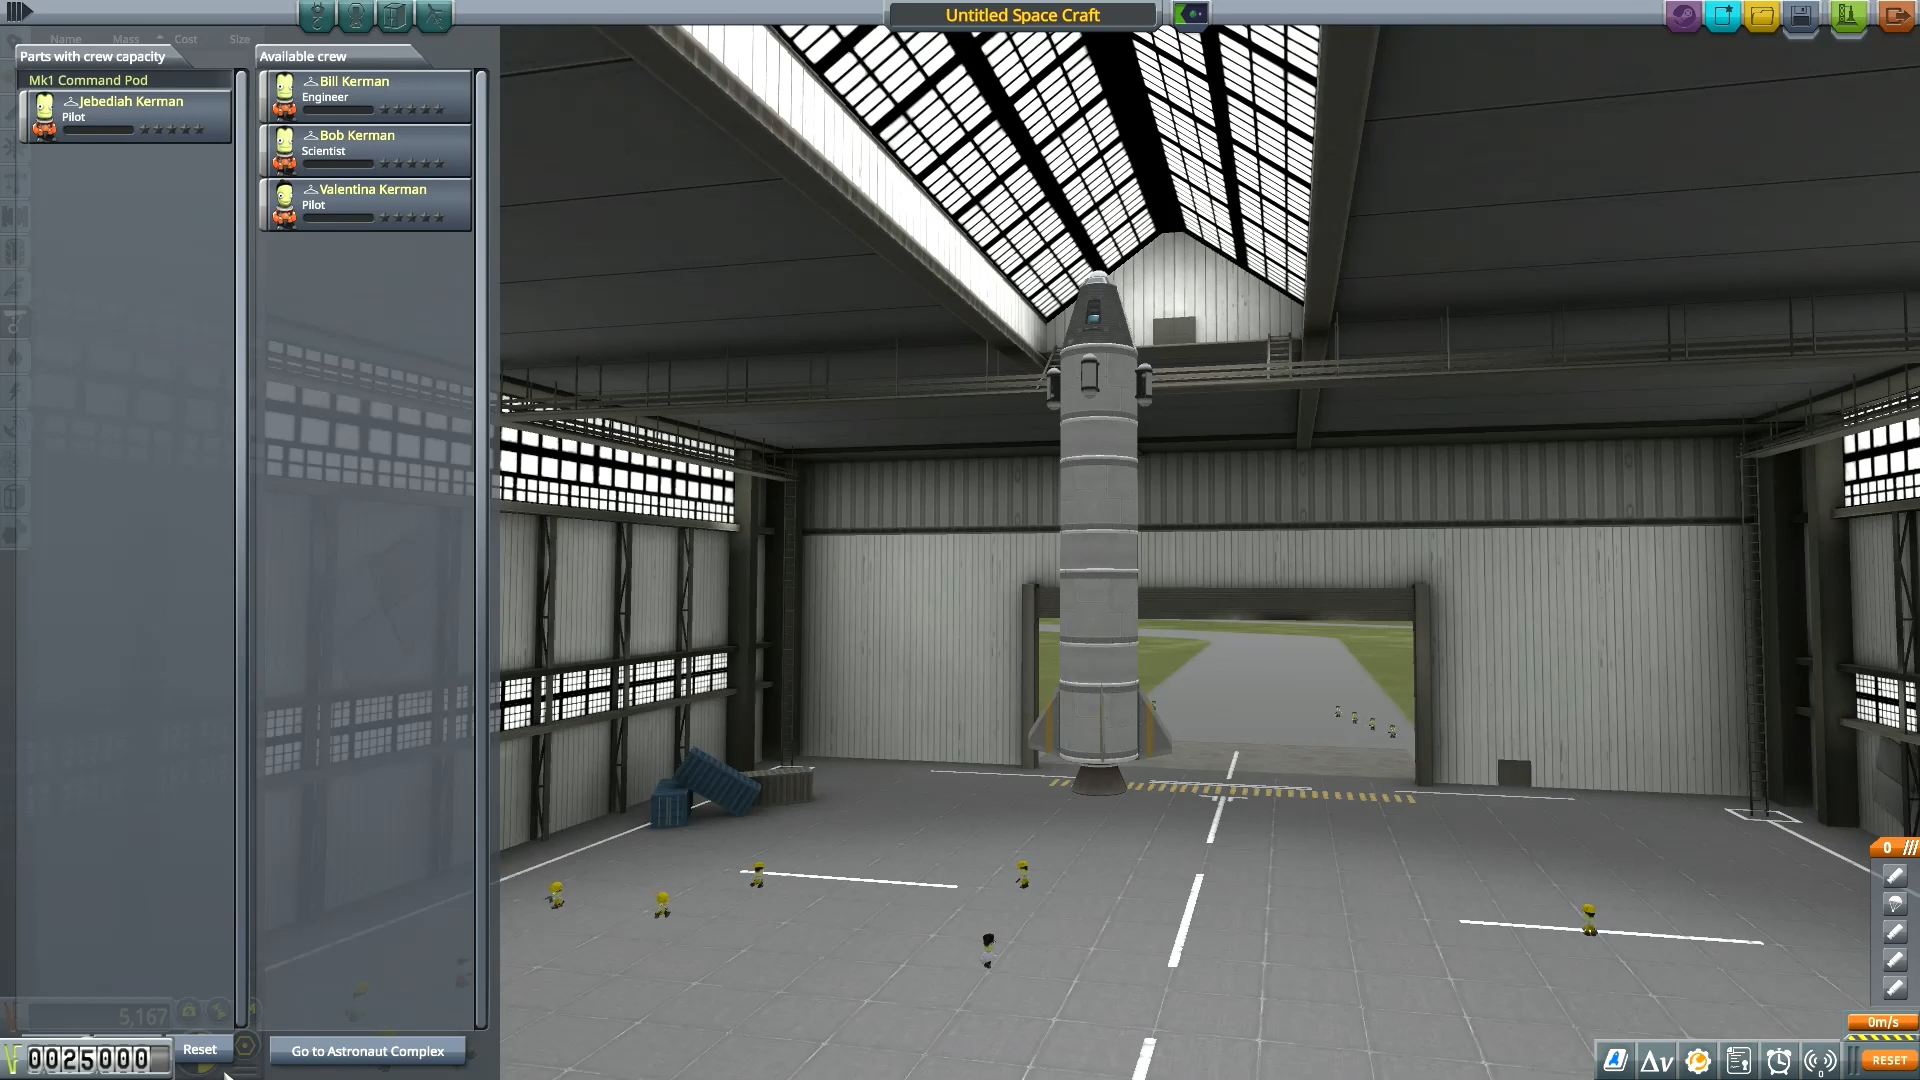 Untitled Space Craft
Name Mass Cost Size
Parts with crew capacity
Available crew
Mk1 Command Pod
Jebediah Kerman
Pilot
Bill Kerman
Engineer
Bob Kerman
Scientist
Valentina Kerman
Pilot
5,167
0025000
Reset
Go to Astronaut Complex
0
0m/s
Δv
RESET